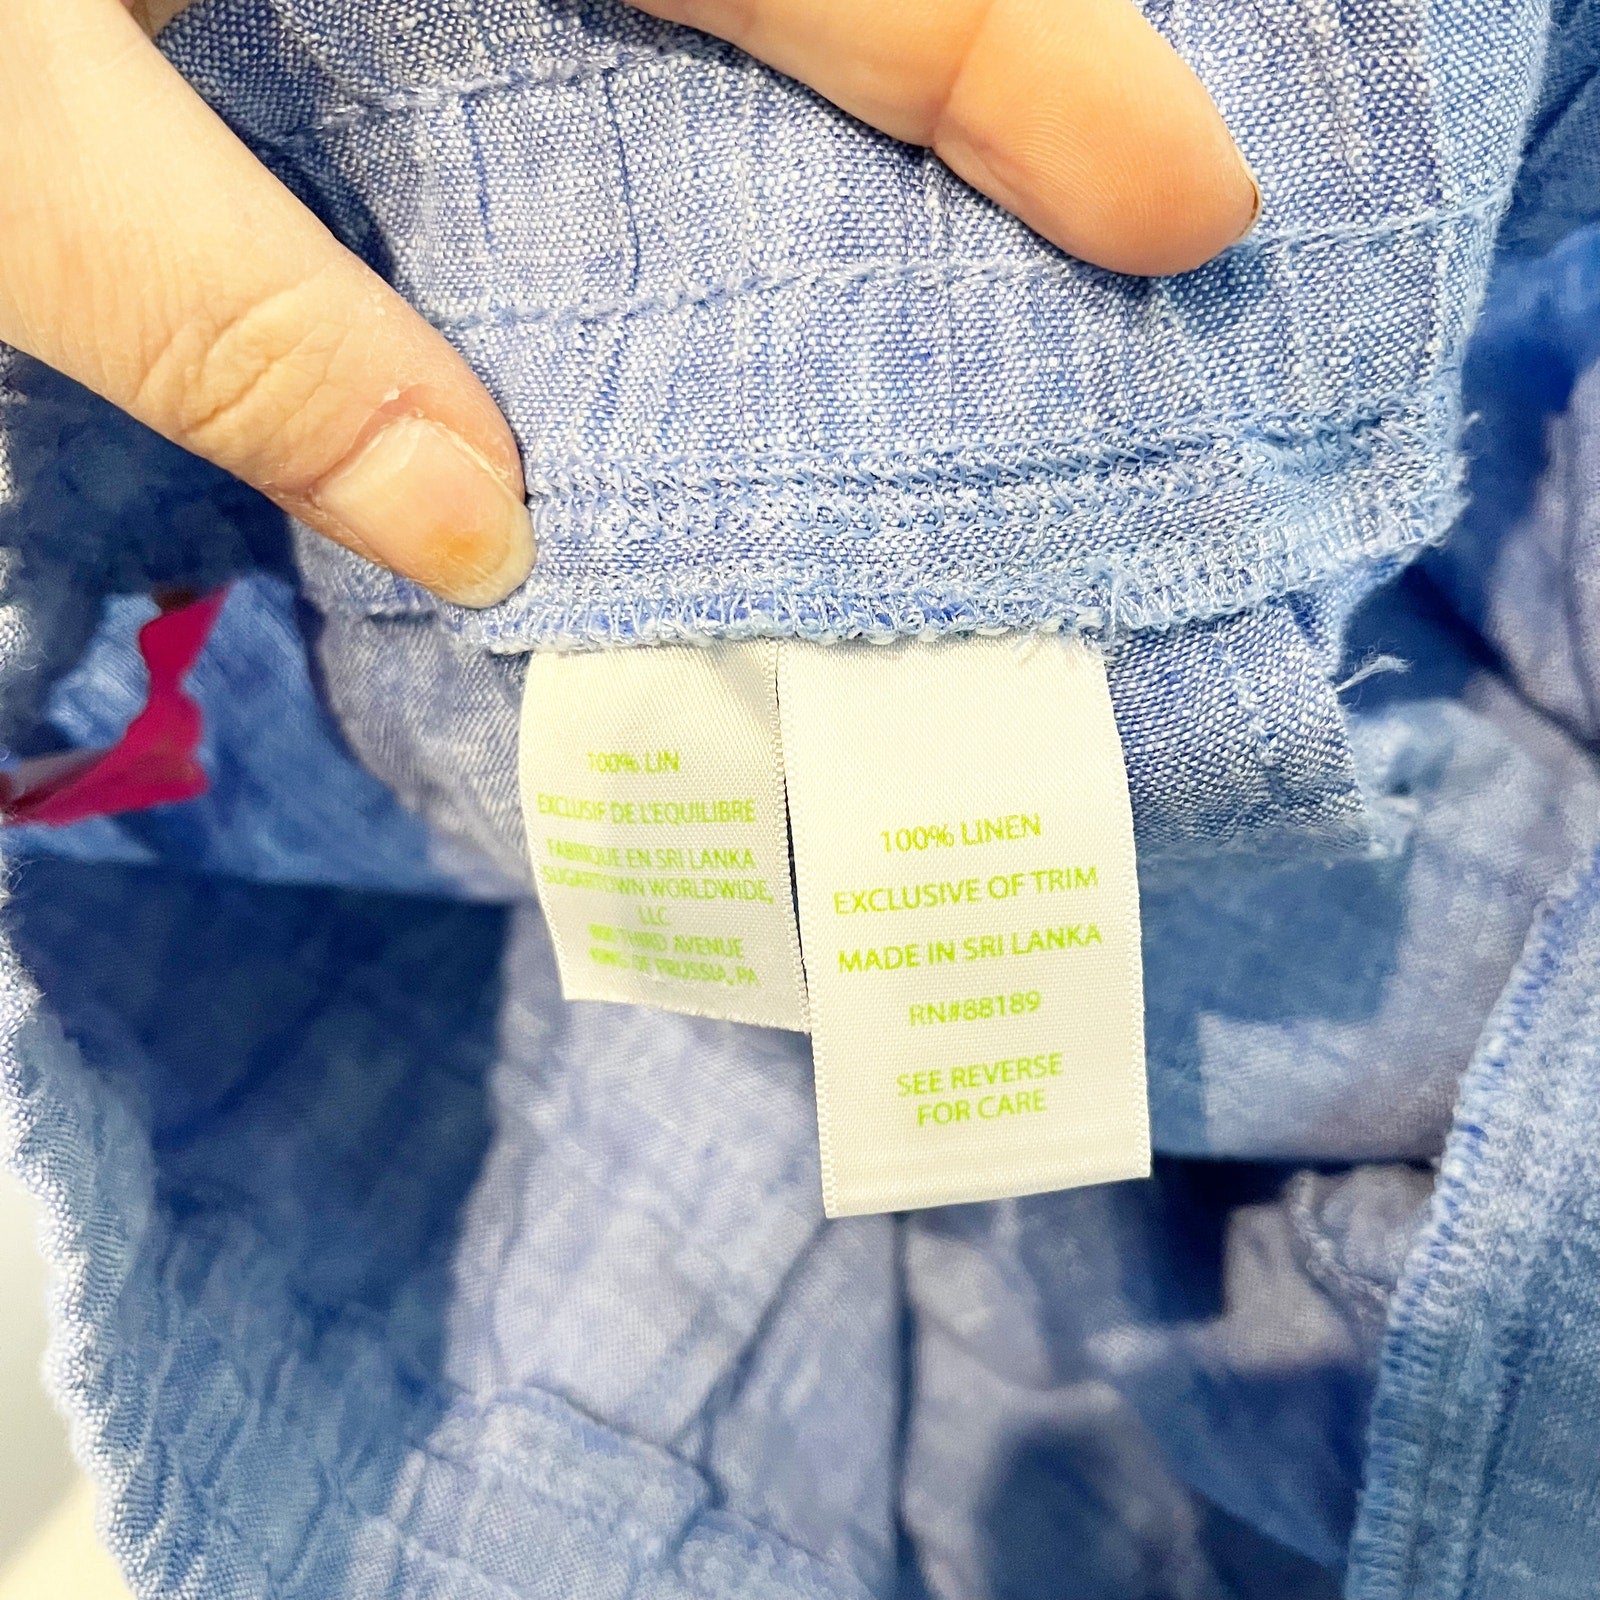 100% LIN
EXCLUSIF DE L'EQUILIBRE
FABRIQUE EN SRI LANKA
SUGARTOWN WORLDWIDE,
LLC
THIRD AVENUE
KING OF PRUSSIA, PA
100% LINEN
EXCLUSIVE OF TRIM
MADE IN SRI LANKA
RN#88189
SEE REVERSE
FOR CARE